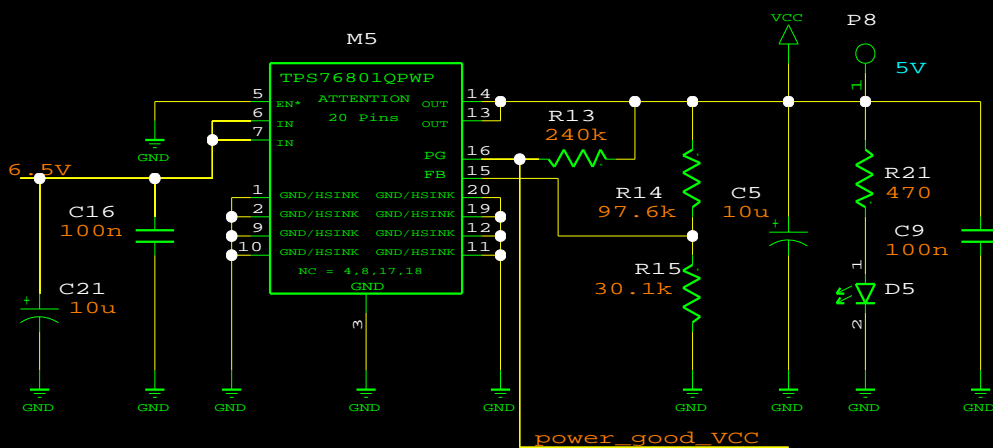 VCC
P8
M5
5V
1
TPS76801QPWP
ATTENTION
20 Pins
5
EN*
6
IN
7
IN
14
OUT
13
OUT
GND
R13
240k
PG
16
FB
15
6.5V
1
GND/HSINK
GND/HSINK
20
2
GND/HSINK
GND/HSINK
19
9
GND/HSINK
GND/HSINK
12
10
GND/HSINK
GND/HSINK
11
NC = 4,8,17,18
GND
3
C16
100n
+
C21
10u
R14
97.6k
R15
30.1k
C5
10u
+
R21
470
C9
100n
1
D5
2
GND
GND
GND
GND
GND
GND
GND
GND
GND
power_good_VCC